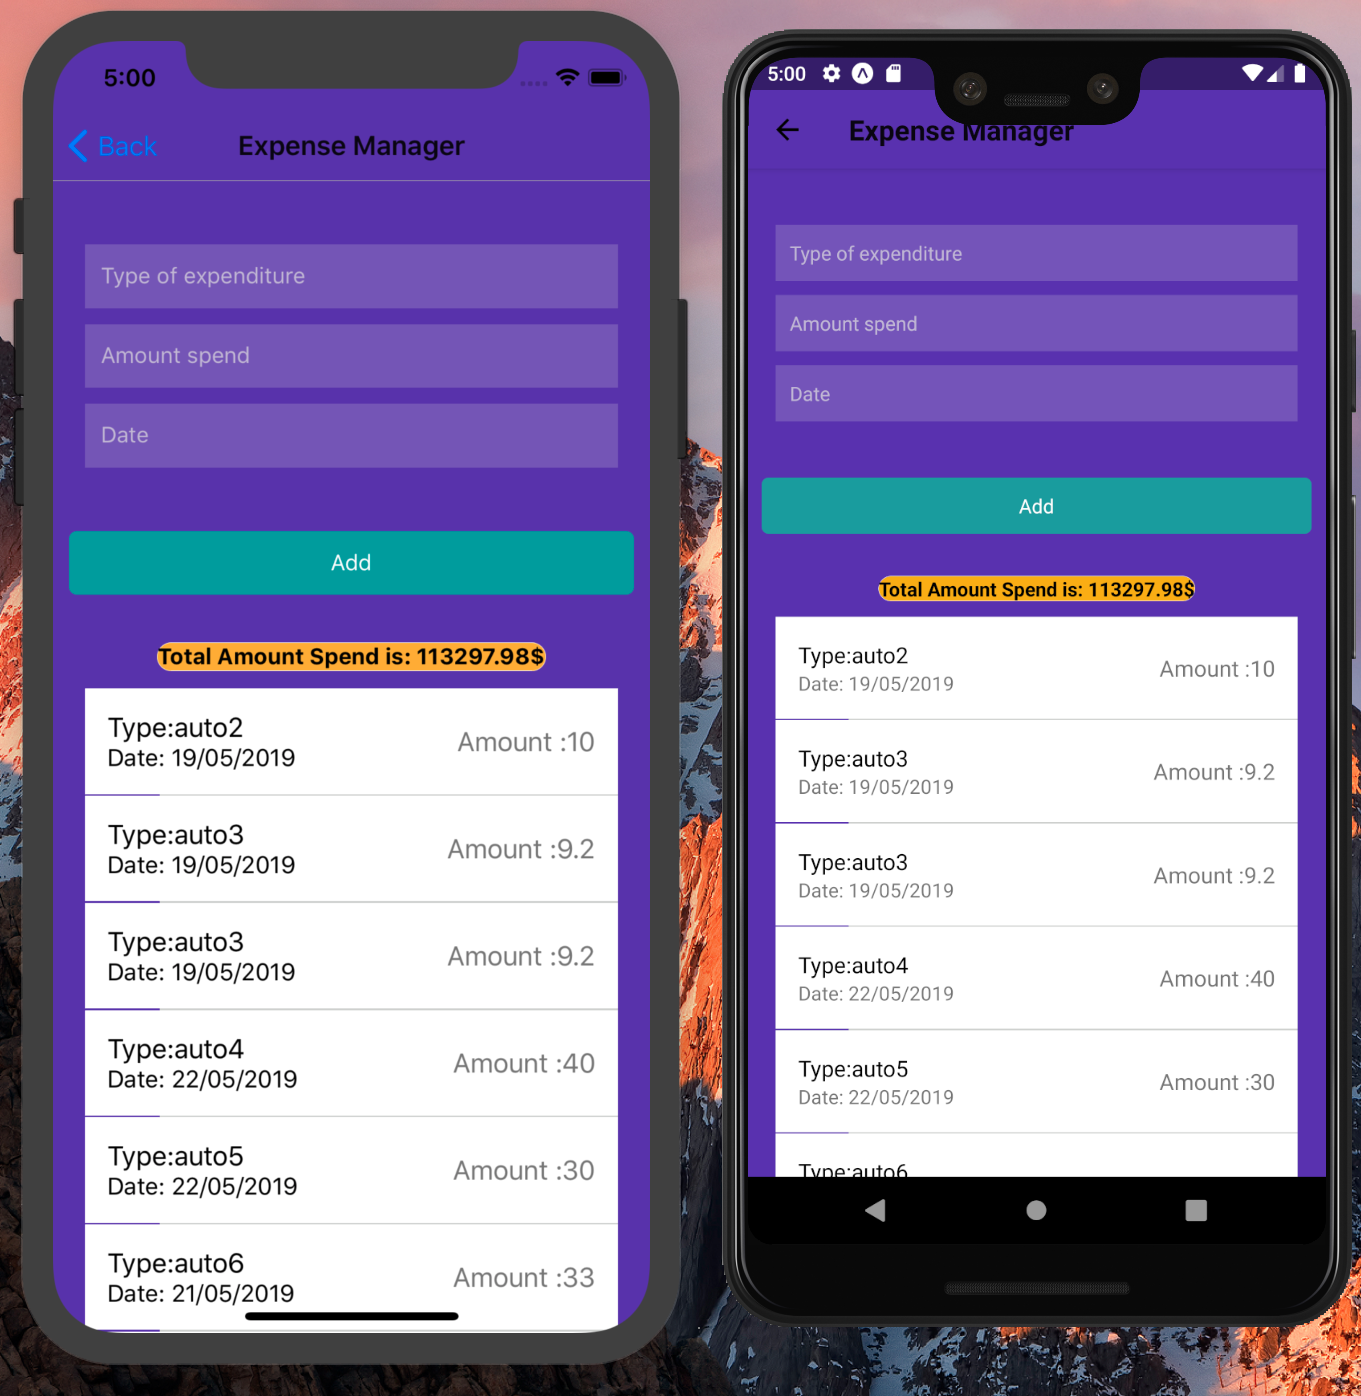 5:00
Back
Expense Manager
Type of expenditure
Amount spend
Date
Add
Total Amount Spend is: 113297.98$
Type:auto2
Date: 19/05/2019
Amount :10
Type:auto3
Date: 19/05/2019
Amount :9.2
Type:auto3
Date: 19/05/2019
Amount :9.2
Type:auto4
Date: 22/05/2019
Amount :40
Type:auto5
Date: 22/05/2019
Amount :30
Type:auto6
Date: 21/05/2019
Amount :33
5:00
Expense Manager
Type of expenditure
Amount spend
Date
Add
Total Amount Spend is: 113297.98$
Type:auto2
Date: 19/05/2019
Amount :10
Type:auto3
Date: 19/05/2019
Amount :9.2
Type:auto3
Date: 19/05/2019
Amount :9.2
Type:auto4
Date: 22/05/2019
Amount :40
Type:auto5
Date: 22/05/2019
Amount :30
Type:auto6